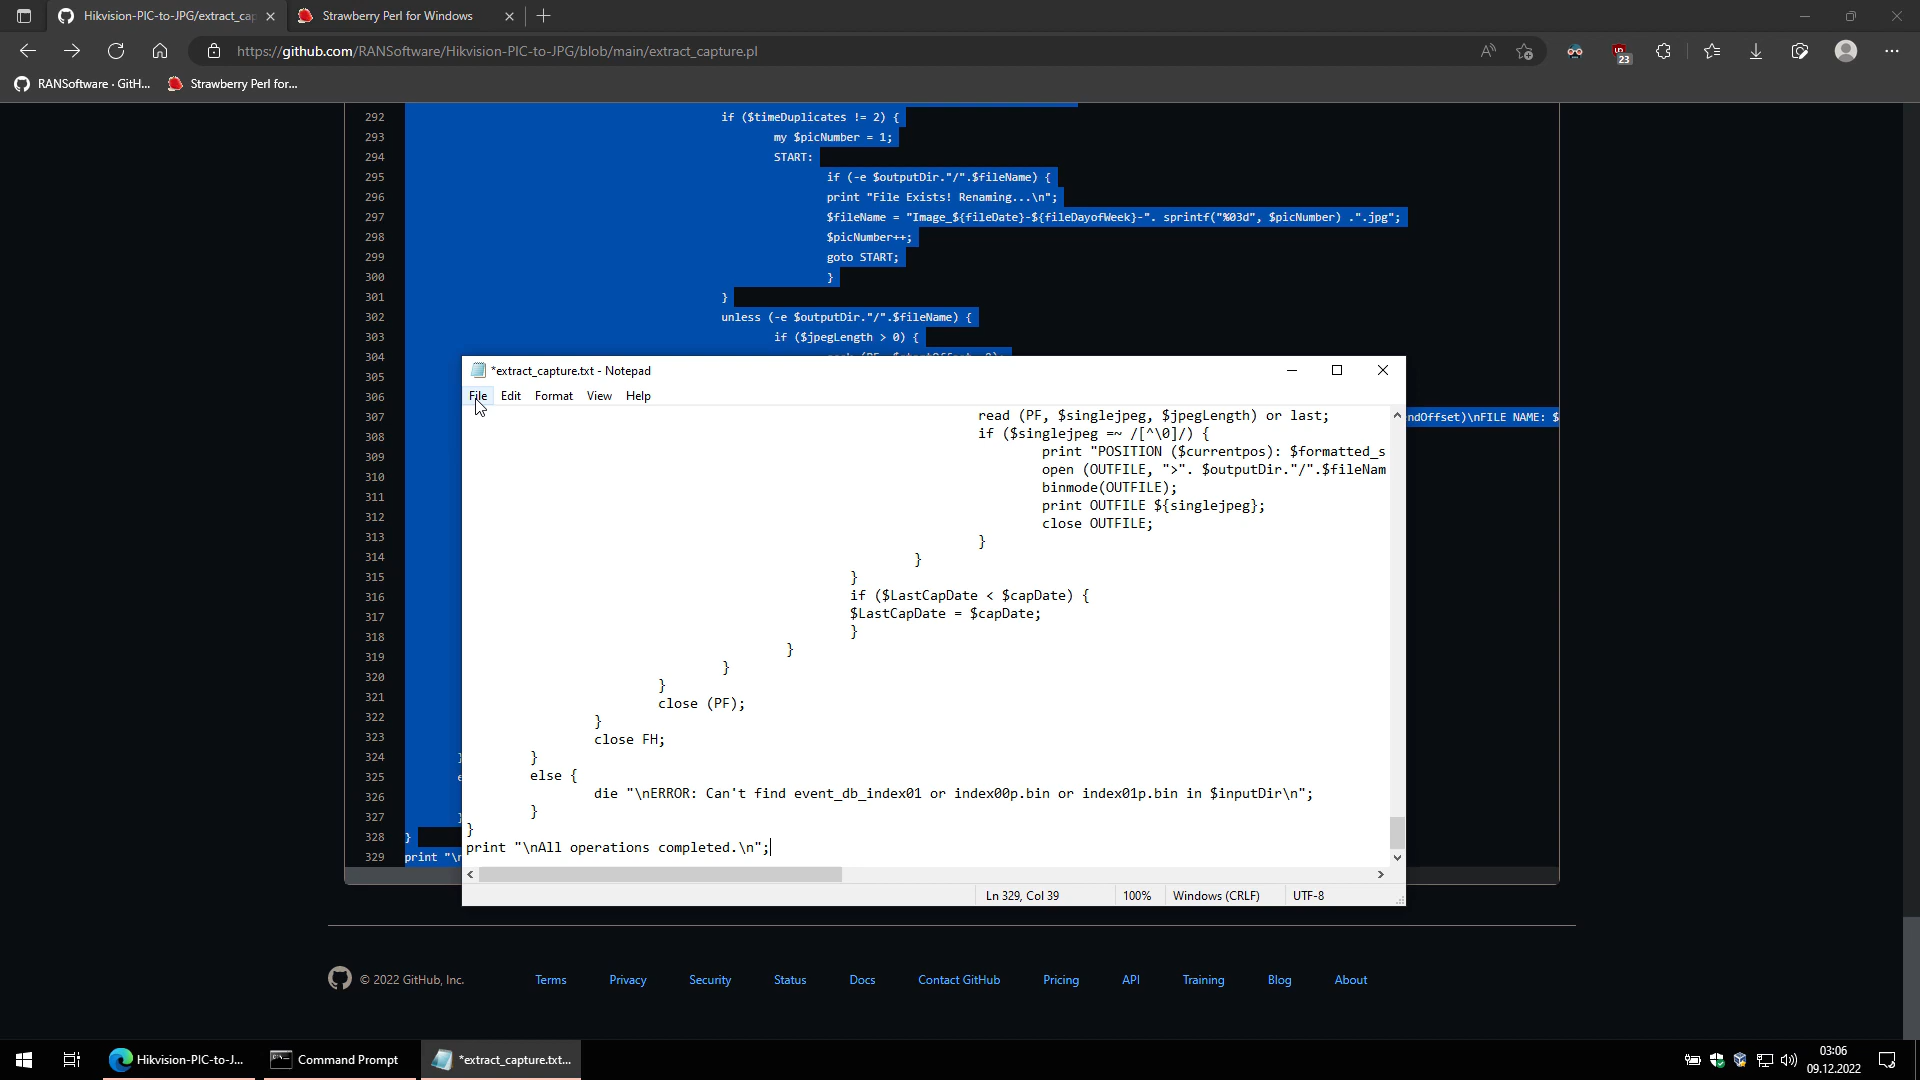 Hikvision-PIC-to-JPG/extract_cap
Strawberry Perl for Windows
https://github.com/RANSoftware/Hikvision-PIC-to-JPG/blob/main/extract_capture.pl
23
RANSoftware · GitH...
Strawberry Perl for...
292 if ($timeDuplicates != 2) {
293 my $picNumber = 1;
294 START:
295 if (-e $outputDir."/".$fileName) {
296 print "File Exists! Renaming...\n";
297 $fileName = "Image_${fileDate}-${fileDayofWeek}-". sprintf("%03d", $picNumber) .".jpg";
298 $picNumber++;
299 goto START;
300 }
301 }
302 unless (-e $outputDir."/".$fileName) {
303 if ($jpegLength > 0) {
304
305
306
307 ndOffset)\nFILE NAME: $
308
309
310
311
312
313
314
315
316
317
318
319
320
321
322
323
324 }
325 e
326
327 }
328 }
329 print "\n
*extract_capture.txt - Notepad
File Edit Format View Help
read (PF, $singlejpeg, $jpegLength) or last;
if ($singlejpeg =~ /[^\0]/) {
print "POSITION ($currentpos): $formatted_s
open (OUTFILE, ">". $outputDir."/".$fileNam
binmode(OUTFILE);
print OUTFILE ${singlejpeg};
close OUTFILE;
}
}
}
if ($LastCapDate < $capDate) {
$LastCapDate = $capDate;
}
}
}
}
close (PF);
}
close FH;
}
else {
die "\nERROR: Can't find event_db_index01 or index00p.bin or index01p.bin in $inputDir\n";
}
}
print "\nAll operations completed.\n";
Ln 329, Col 39 100% Windows (CRLF) UTF-8
© 2022 GitHub, Inc. Terms Privacy Security Status Docs Contact GitHub Pricing API Training Blog About
Hikvision-PIC-to-J... Command Prompt *extract_capture.txt...
03:06
09.12.2022